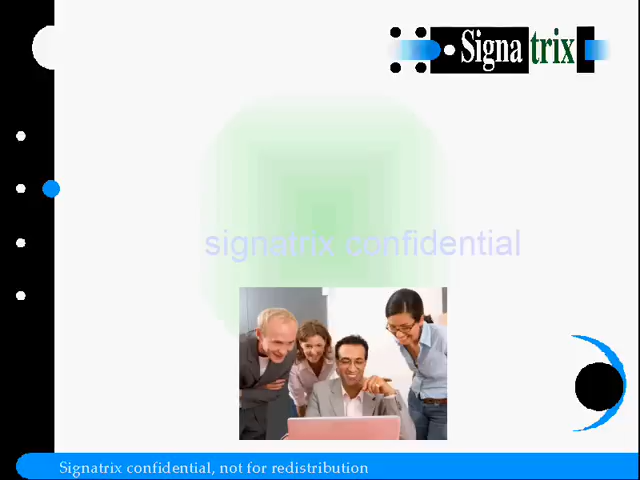 Signatrix
signatrix confidential
Signatrix confidential, not for redistribution